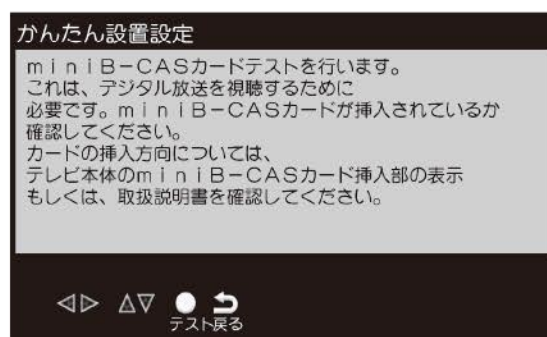 かんたん設置設定
ｍｉｎｉＢ－ＣＡＳカードテストを行います。
これは、デジタル放送を視聴するために
必要です。ｍｉｎｉＢ－ＣＡＳカードが挿入されているか
確認してください。
カードの挿入方向については、
テレビ本体のｍｉｎｉＢ－ＣＡＳカード挿入部の表示
もしくは、取扱説明書を確認してください。
テスト戻る